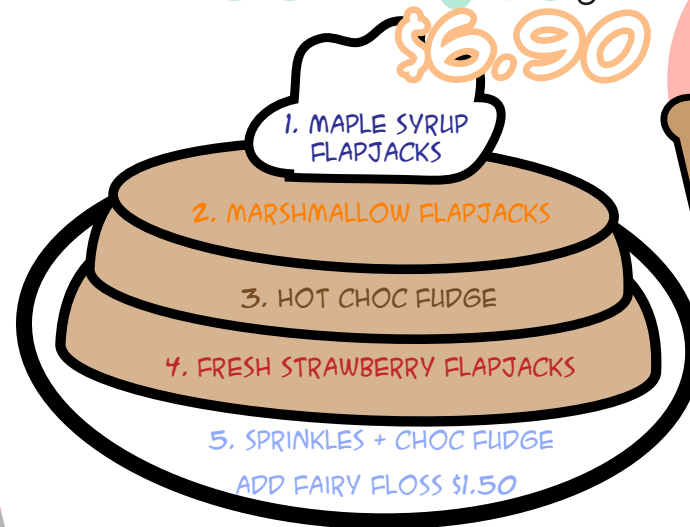 $6.90
1. MAPLE SYRUP
FLAPJACKS
2. MARSHMALLOW FLAPJACKS
3. HOT CHOC FUDGE
4. FRESH STRAWBERRY FLAPJACKS
5. SPRINKLES + CHOC FUDGE
ADD FAIRY FLOSS $1.50